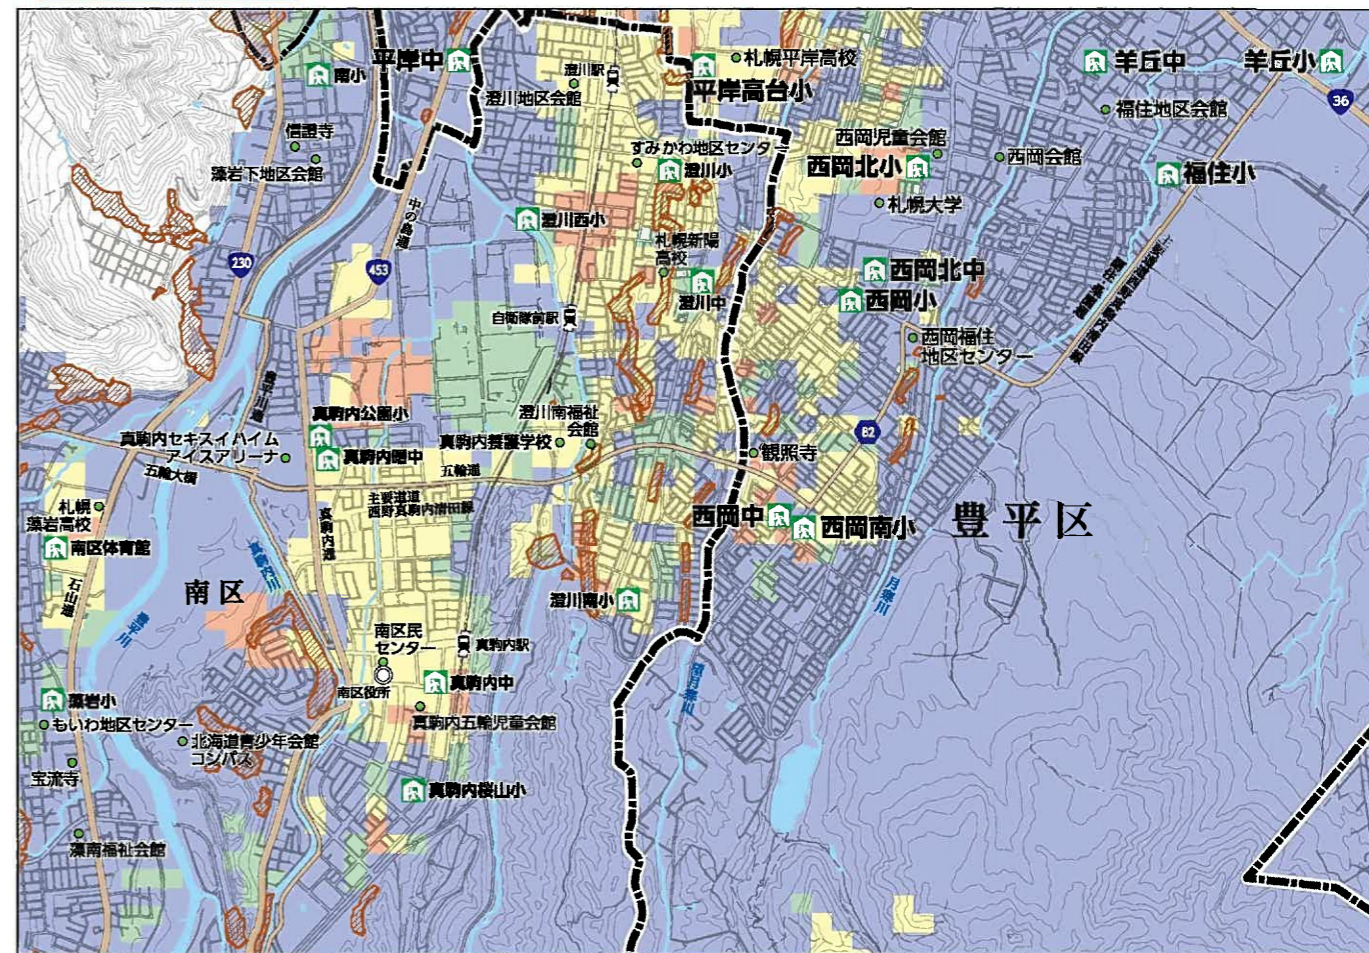 南小
平岸中
澄川駅
澄川地区会館
札幌平岸高校
平岸高台小
羊丘中
羊丘小
36
福住地区会館
信證寺
藻岩下地区会館
すみかわ地区センター
澄川小
西岡児童会館
西岡北小
西岡会館
福住小
札幌大学
中の島通
澄川西小
札幌新陽
高校
230
453
澄川中
西岡北中
西岡小
自衛隊前駅
西岡福住
地区センター
真駒内公園小
澄川南福祉
会館
真駒内セキスイハイム
アイスアリーナ
真駒内曙中
真駒内養護学校
五輪大橋
五輪通
82
観照寺
主要道道
西野真駒内清田線
札幌
藻岩高校
南区体育館
真駒内通
真駒内川
西岡中
西岡南小
豊平区
石山通
南区
豊平川
月寒川
澄川南小
南区民
センター
真駒内駅
南区役所
真駒内中
望月寒川
藻岩小
もいわ地区センター
真駒内五輪児童会館
北海道青少年会館
コンパス
宝流寺
真駒内桜山小
藻南福祉会館